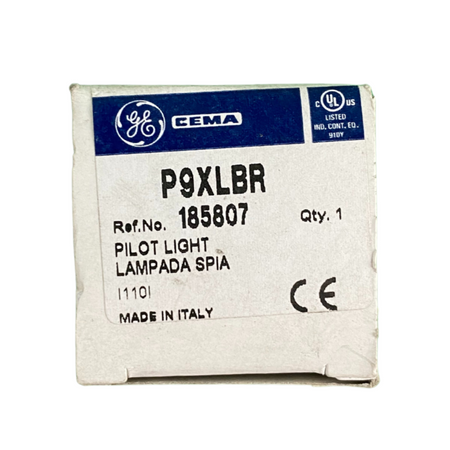 GE CEMA
C UL US
LISTED
IND. CONT. EQ.
910Y
P9XLBR
Ref.No. 185807 Qty. 1
PILOT LIGHT
LAMPADA SPIA
I110I
CE
MADE IN ITALY